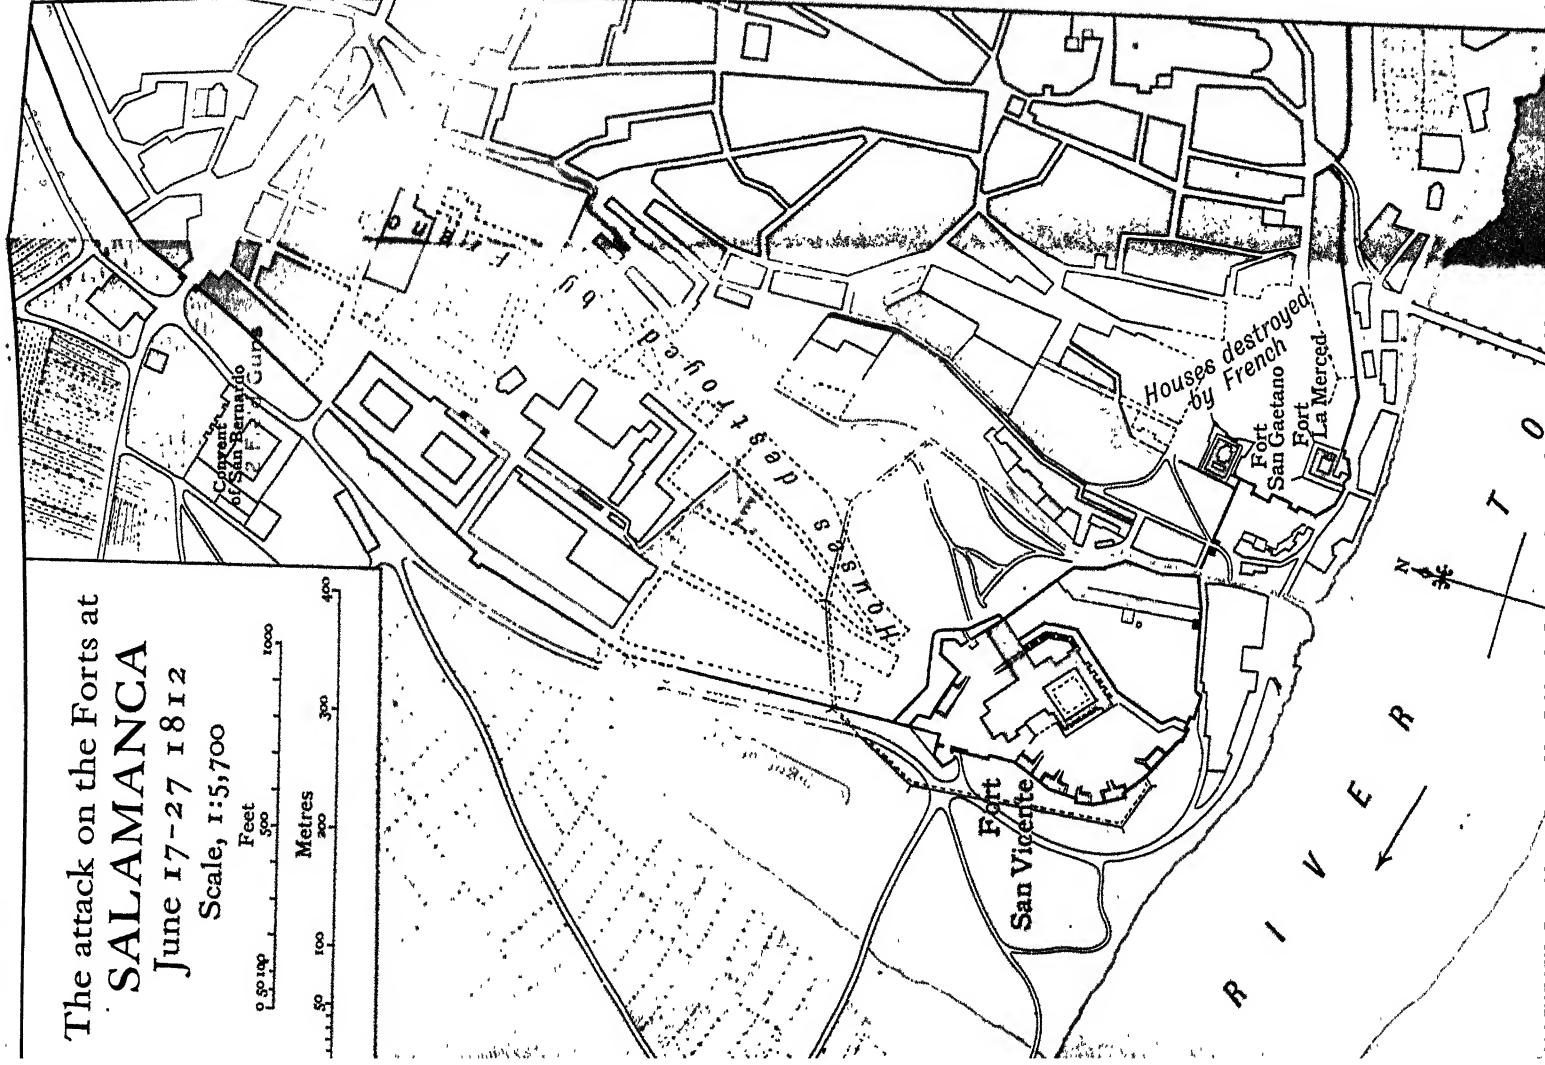 The attack on the Forts at
SALAMANCA
June 17-27 1812
Scale, 1:5,700
Feet
0 50 100 500 1000
Metres
50 100 200 300 400
Convent
of San Bernardo
Guns
Houses destroyed by
Houses destroyed
by French
Fort
San Gaetano
Fort
La Merced
Fort
San Vicente
N
RIVER TO